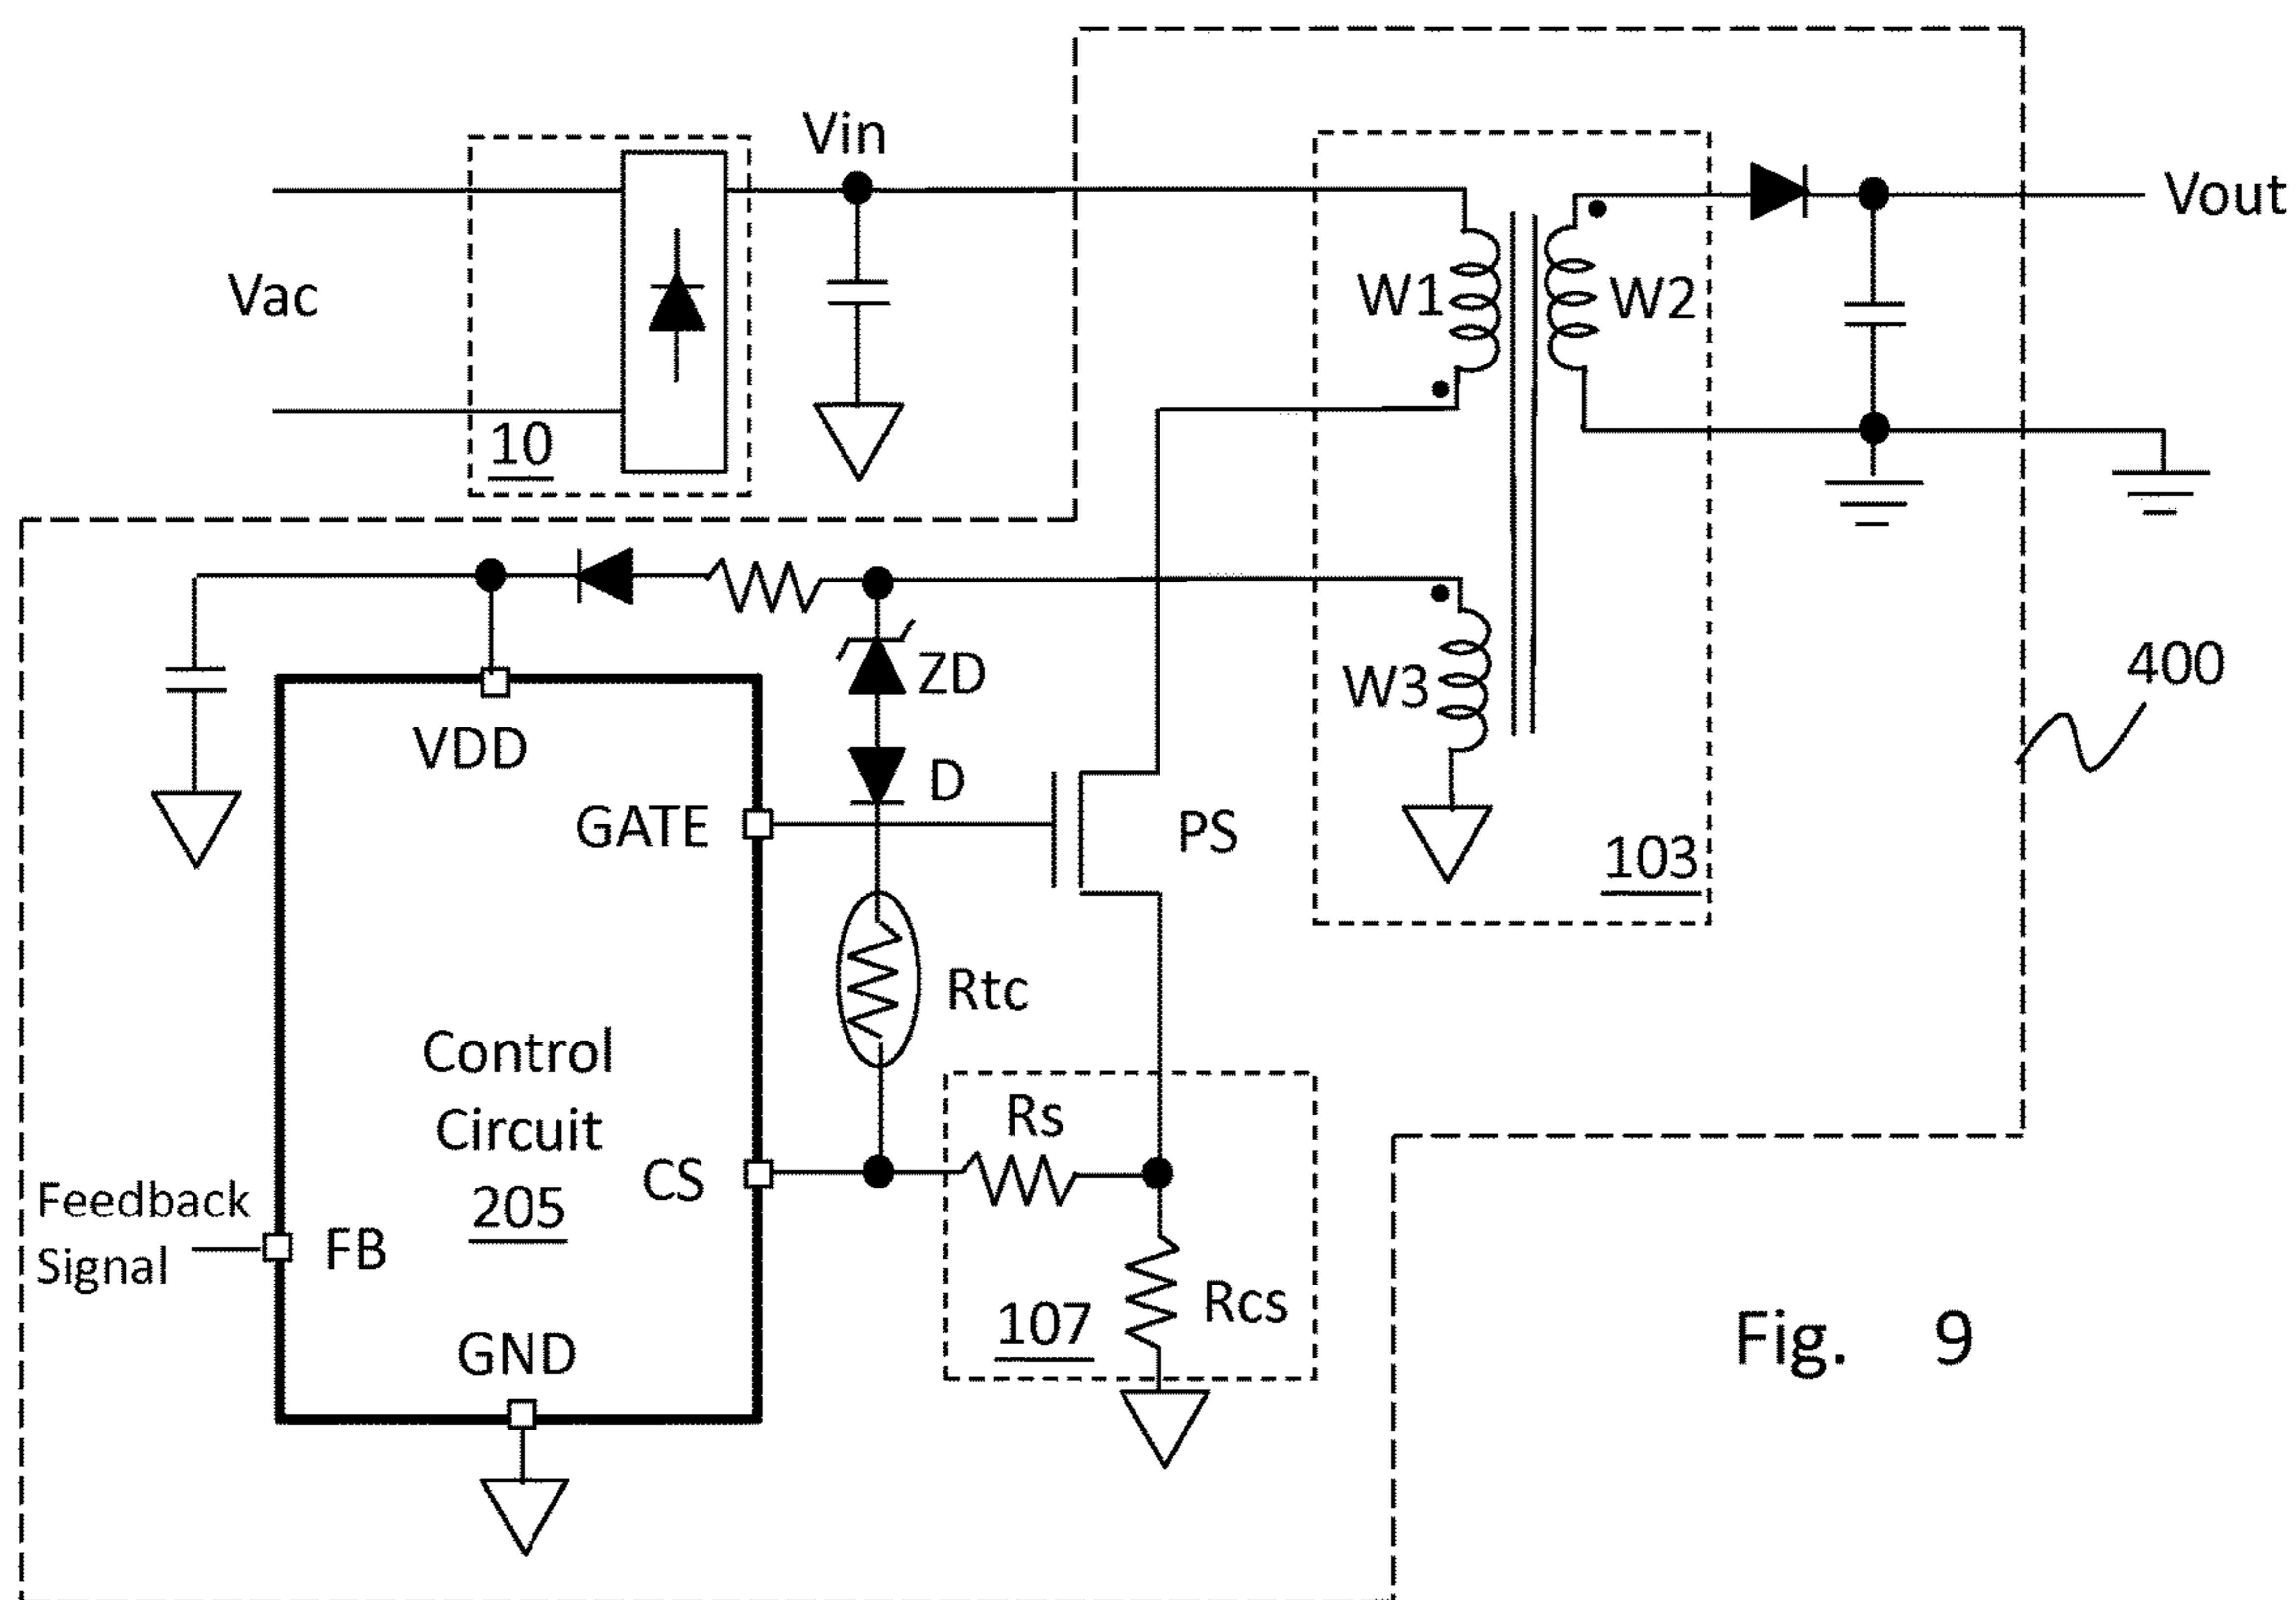 Vin
Vout
Vac
W1
W2
10
ZD
W3
400
VDD
D
GATE
PS
103
Rtc
Control
Circuit
205
Rs
CS
Feedback
Signal
FB
Rcs
107
GND
Fig. 9